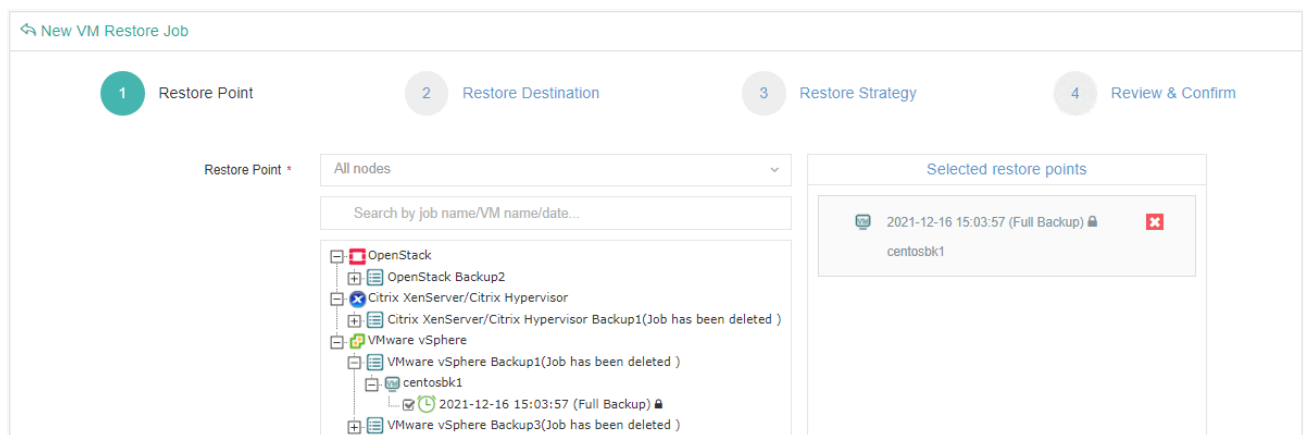 New VM Restore Job
1 Restore Point 2 Restore Destination 3 Restore Strategy 4 Review & Confirm
Restore Point * All nodes
Selected restore points
Search by job name/VM name/date...
2021-12-16 15:03:57 (Full Backup)
centosbk1
OpenStack
OpenStack Backup2
Citrix XenServer/Citrix Hypervisor
Citrix XenServer/Citrix Hypervisor Backup1(Job has been deleted )
VMware vSphere
VMware vSphere Backup1(Job has been deleted )
centosbk1
2021-12-16 15:03:57 (Full Backup)
VMware vSphere Backup3(Job has been deleted )